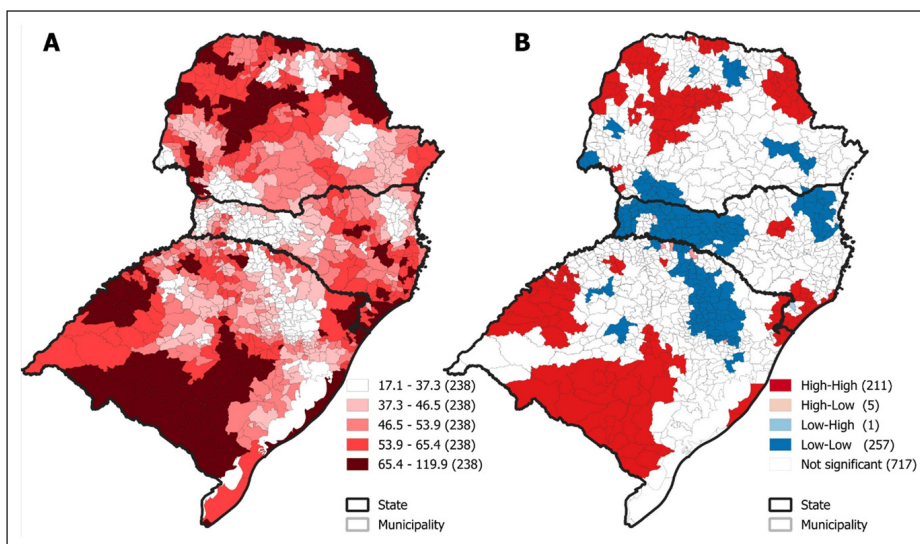 A
B
17.1 - 37.3 (238)
37.3 - 46.5 (238)
46.5 - 53.9 (238)
53.9 - 65.4 (238)
65.4 - 119.9 (238)
State
Municipality
High-High (211)
High-Low (5)
Low-High (1)
Low-Low (257)
Not significant (717)
State
Municipality